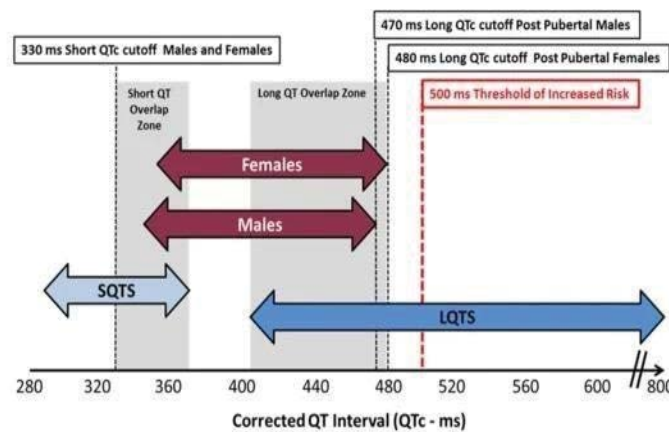 470 ms Long QTc cutoff Post Pubertal Males
330 ms Short QTc cutoff Males and Females
480 ms Long QTc cutoff Post Pubertal Females
Short QT
Overlap
Zone
Long QT Overlap Zone
500 ms Threshold of Increased Risk
Females
Males
SQTS
LQTS
280 320 360 400 440 480 520 560 600 800
Corrected QT Interval (QTc - ms)